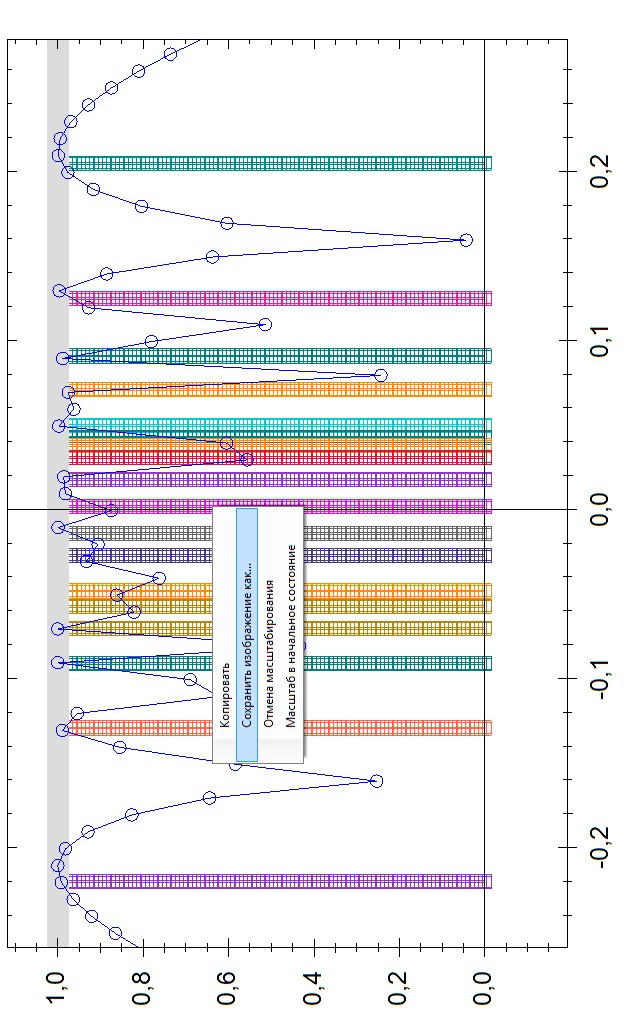 1,0
0,8
0,6
0,4
0,2
0,0
-0,2
-0,1
0,0
0,1
0,2
Копировать
Сохранить изображение как...
Отмена масштабирования
Масштаб в начальное состояние